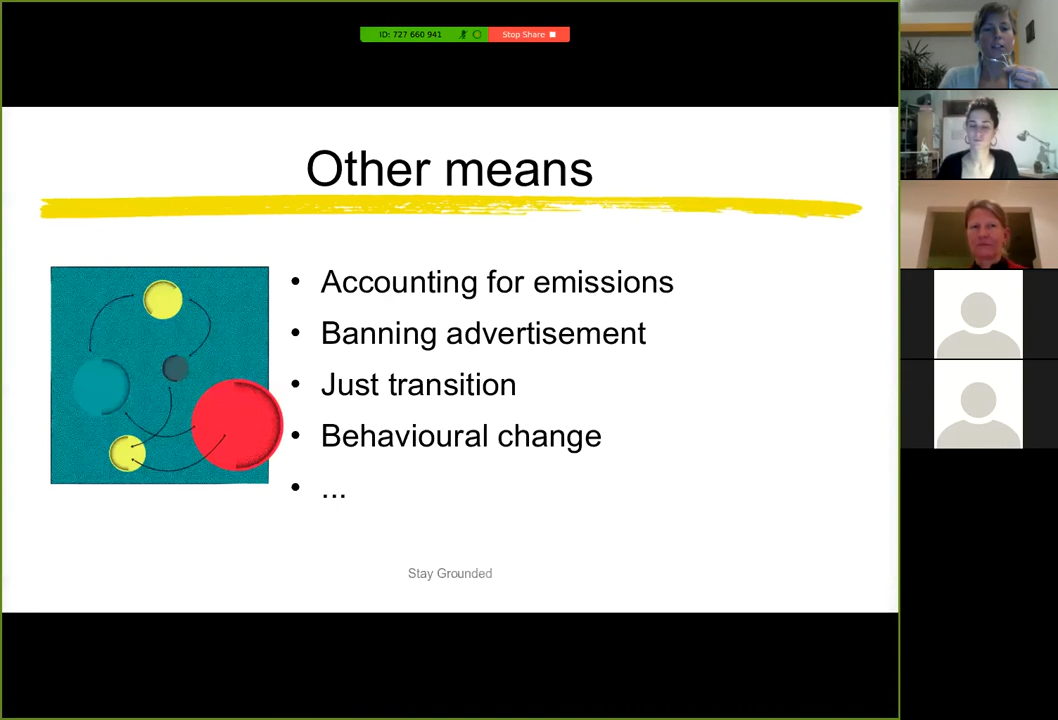 ID: 727 660 941 Stop Share
Other means
• Accounting for emissions
• Banning advertisement
• Just transition
• Behavioural change
• ...
Stay Grounded